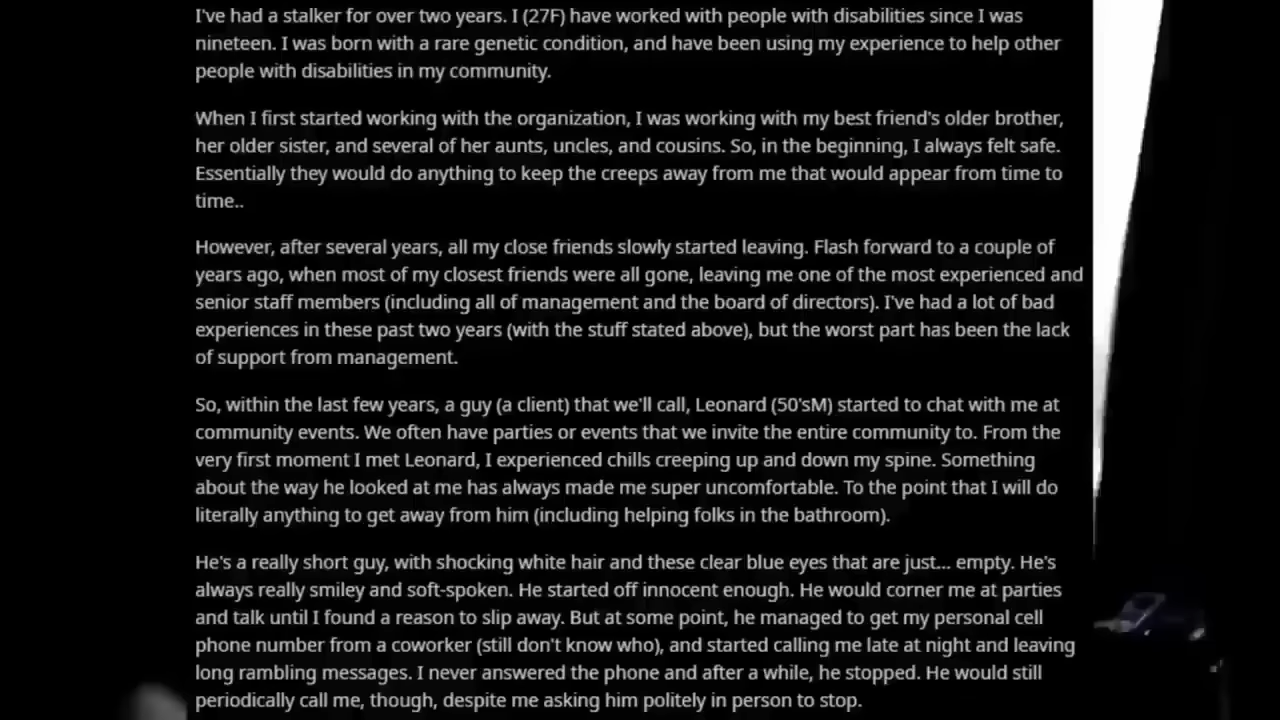 I've had a stalker for over two years. I (27F) have worked with people with disabilities since I was
nineteen. I was born with a rare genetic condition, and have been using my experience to help other
people with disabilities in my community.
When I first started working with the organization, I was working with my best friend's older brother,
her older sister, and several of her aunts, uncles, and cousins. So, in the beginning, I always felt safe.
Essentially they would do anything to keep the creeps away from me that would appear from time to
time..
However, after several years, all my close friends slowly started leaving. Flash forward to a couple of
years ago, when most of my closest friends were all gone, leaving me one of the most experienced and
senior staff members (including all of management and the board of directors). I've had a lot of bad
experiences in these past two years (with the stuff stated above), but the worst part has been the lack
of support from management.
So, within the last few years, a guy (a client) that we'll call, Leonard (50'sM) started to chat with me at
community events. We often have parties or events that we invite the entire community to. From the
very first moment I met Leonard, I experienced chills creeping up and down my spine. Something
about the way he looked at me has always made me super uncomfortable. To the point that I will do
literally anything to get away from him (including helping folks in the bathroom).
He's a really short guy, with shocking white hair and these clear blue eyes that are just... empty. He's
always really smiley and soft-spoken. He started off innocent enough. He would corner me at parties
and talk until I found a reason to slip away. But at some point, he managed to get my personal cell
phone number from a coworker (still don't know who), and started calling me late at night and leaving
long rambling messages. I never answered the phone and after a while, he stopped. He would still
periodically call me, though, despite me asking him politely in person to stop.